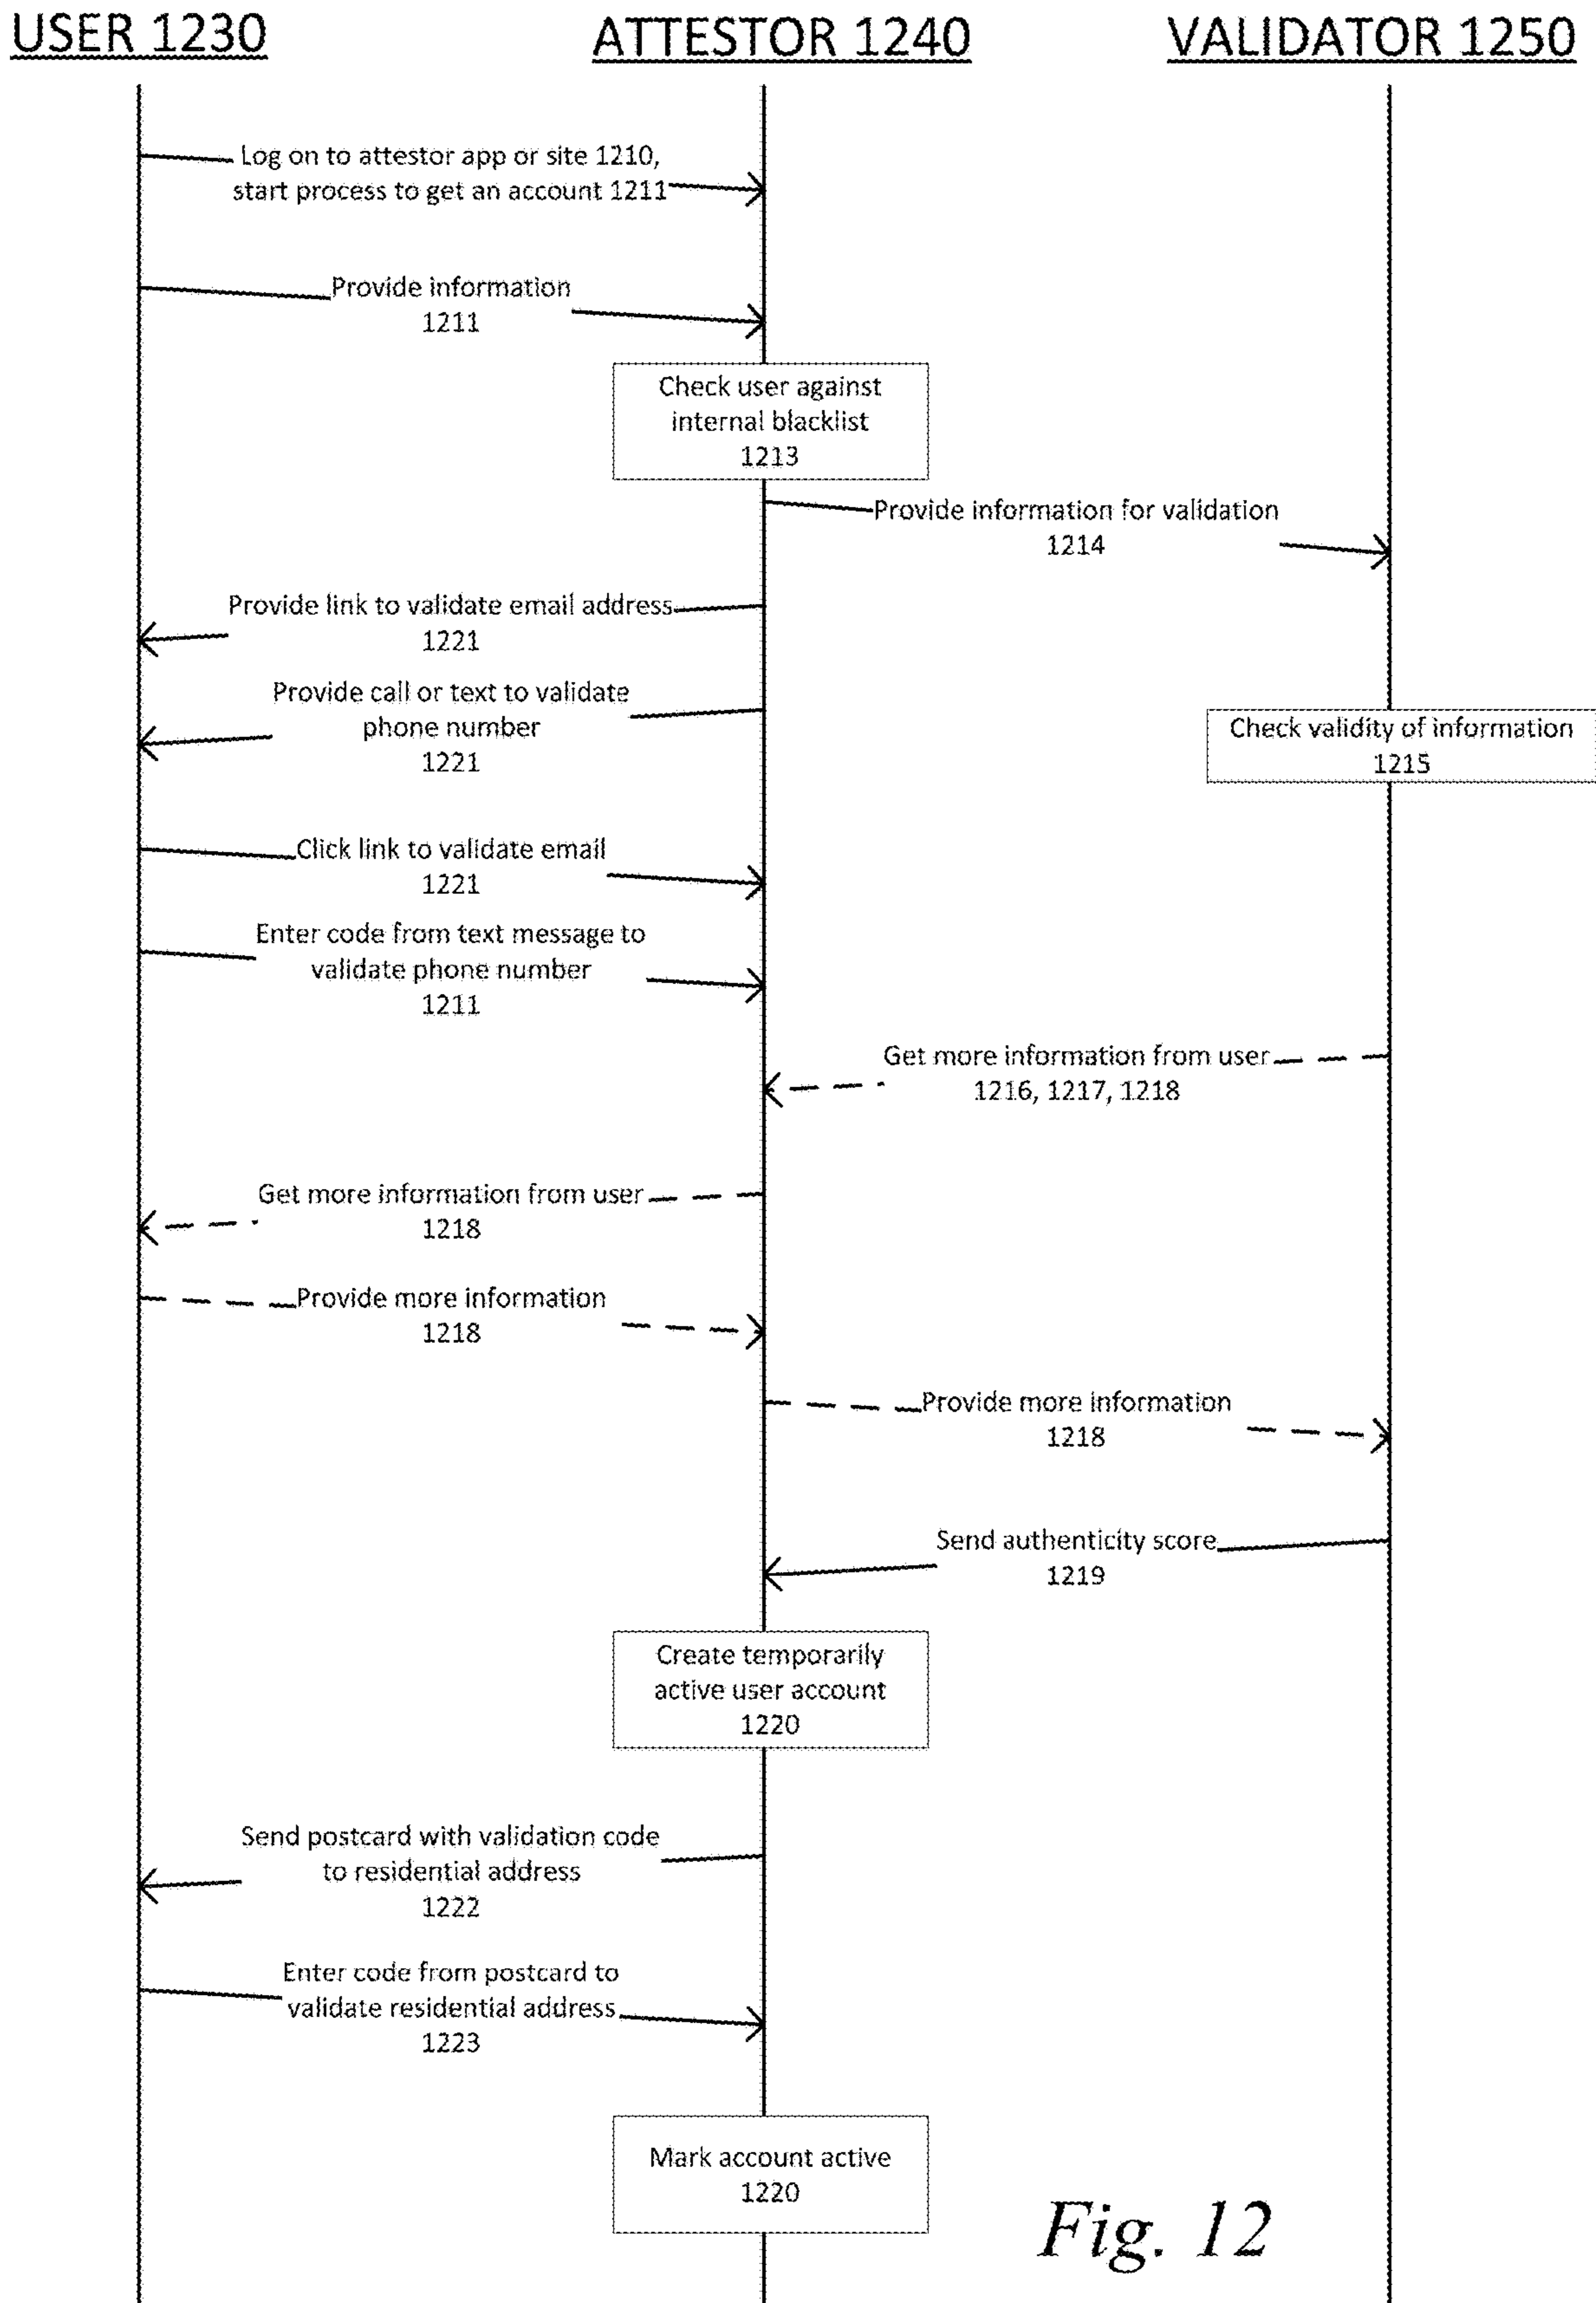 USER 1230
ATTESTOR 1240
VALIDATOR 1250
Log on to attestor app or site 1210,
start process to get an account 1211
Provide information
1211
Check user against
internal blacklist
1213
Provide information for validation
1214
Provide link to validate email address
1221
Provide call or text to validate
phone number
1221
Check validity of information
1215
Click link to validate email
1221
Enter code from text message to
validate phone number
1211
Get more information from user
1216, 1217, 1218
Get more information from user
1218
Provide more information
1218
Provide more information
1218
Send authenticity score
1219
Create temporarily
active user account
1220
Send postcard with validation code
to residential address
1222
Enter code from postcard to
validate residential address
1223
Mark account active
1220
Fig. 12